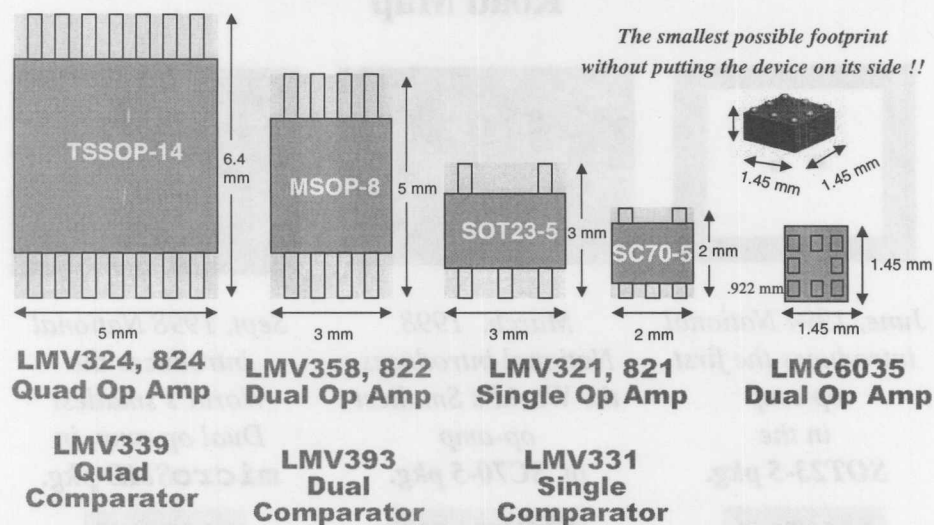 The smallest possible footprint
without putting the device on its side !!
TSSOP-14
6.4
mm
MSOP-8
5 mm
SOT23-5
3 mm
SC70-5
2 mm
1.45 mm
1.45 mm
.922 mm
1.45 mm
5 mm
3 mm
3 mm
2 mm
1.45 mm
LMV324, 824
Quad Op Amp
LMV358, 822
Dual Op Amp
LMV321, 821
Single Op Amp
LMC6035
Dual Op Amp
LMV339
Quad
Comparator
LMV393
Dual
Comparator
LMV331
Single
Comparator